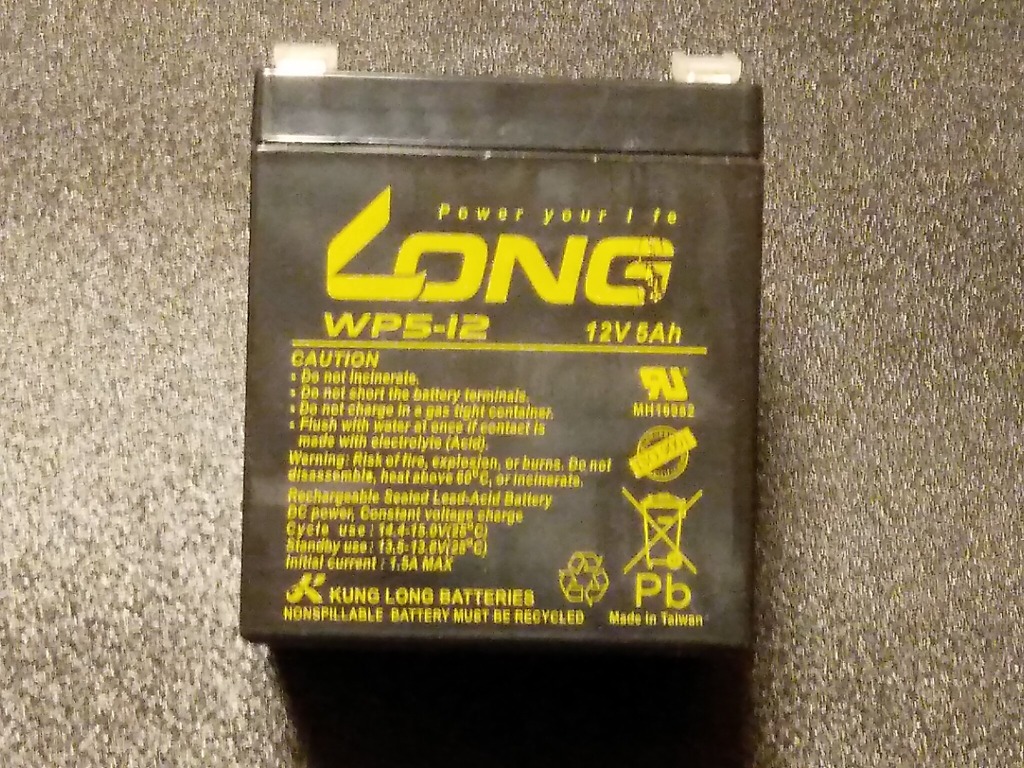 Power your life
LONG
WP5-12 12V 5Ah
CAUTION
• Do not incinerate.
• Do not short the battery terminals.
• Do not charge in a gas tight container.
• Flush with water at once if contact is
made with electrolyte (Acid).
Warning: Risk of fire, explosion, or burns. Do not
disassemble, heat above 60°C, or incinerate.
Rechargeable Sealed Lead-Acid Battery
DC power, Constant voltage charge
Cycle use : 14.4-15.0V(25°C)
Standby use : 13.5-13.8V(25°C)
Initial current : 1.5A MAX
KUNG LONG BATTERIES
NONSPILLABLE BATTERY MUST BE RECYCLED
Pb
Made in Taiwan